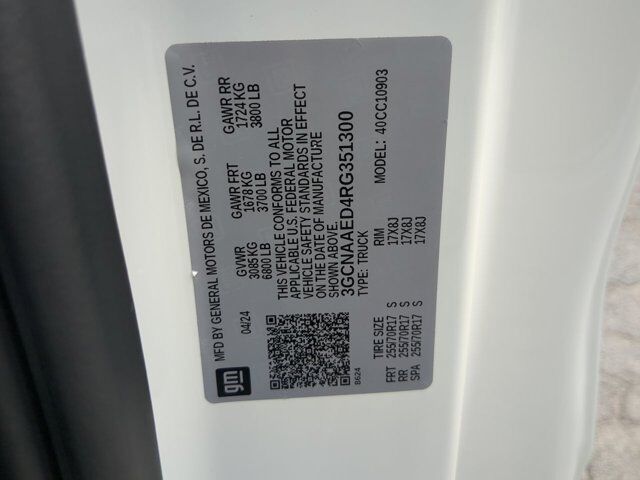 MFD BY GENERAL MOTORS DE MEXICO, S. DE R.L. DE C.V.
04/24
GVWR GAWR FRT GAWR RR
3085 KG 1678 KG 1724 KG
6800 LB 3700 LB 3800 LB
THIS VEHICLE CONFORMS TO ALL
APPLICABLE U.S. FEDERAL MOTOR
VEHICLE SAFETY STANDARDS IN EFFECT
ON THE DATE OF MANUFACTURE
SHOWN ABOVE.
3GCNAAED4RG351300
TYPE: TRUCK MODEL: 40CC10903
gm
8624
TIRE SIZE RIM
FRT 255/70R17 S 17X8J
RR 255/70R17 S 17X8J
SPA 255/70R17 S 17X8J